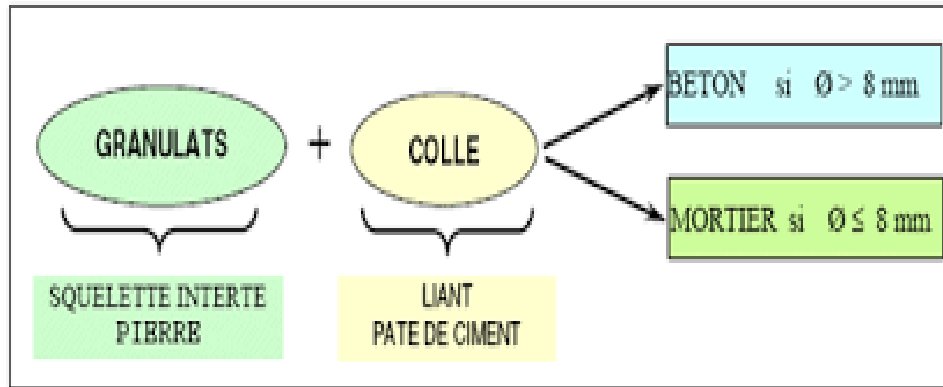 BETON si Ø > 8 mm
GRANULATS + COLLE
MORTIER si Ø ≤ 8 mm
SQUELETTE INTERTE
PIERRE
LIANT
PATE DE CIMENT